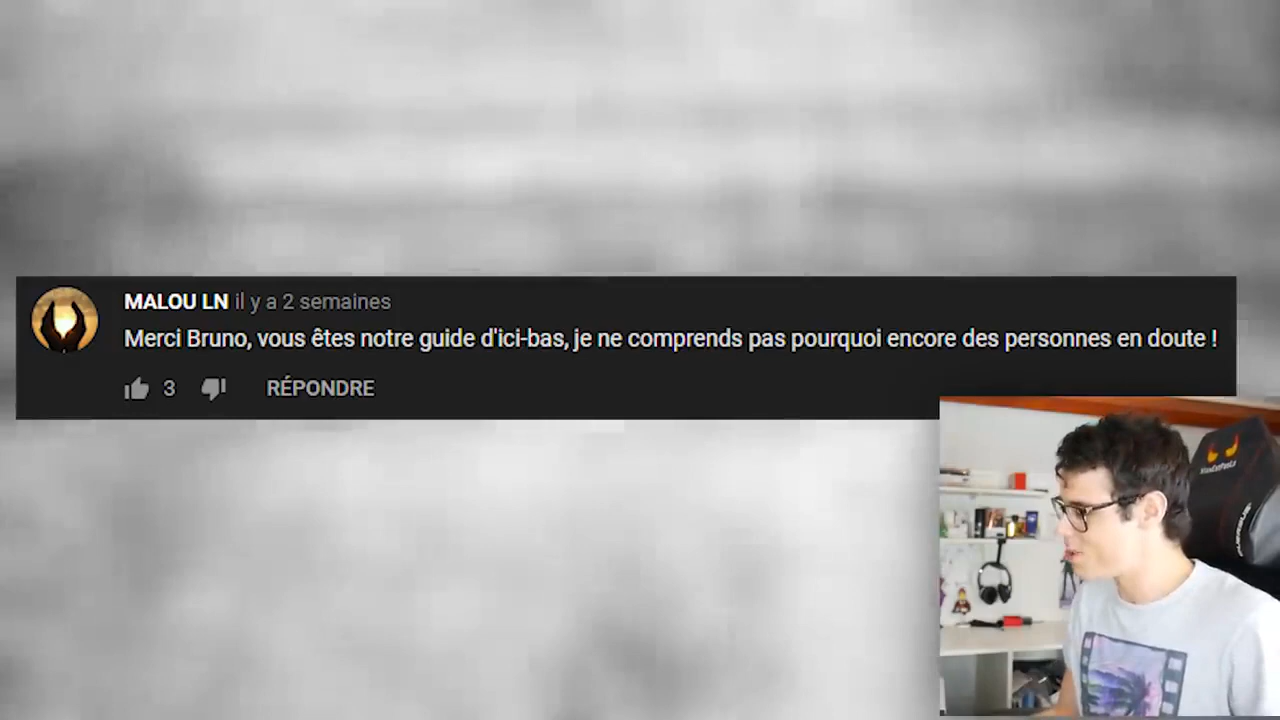 MALOU LN il y a 2 semaines
Merci Bruno, vous êtes notre guide d'ici-bas, je ne comprends pas pourquoi encore des personnes en doute !
3 RÉPONDRE